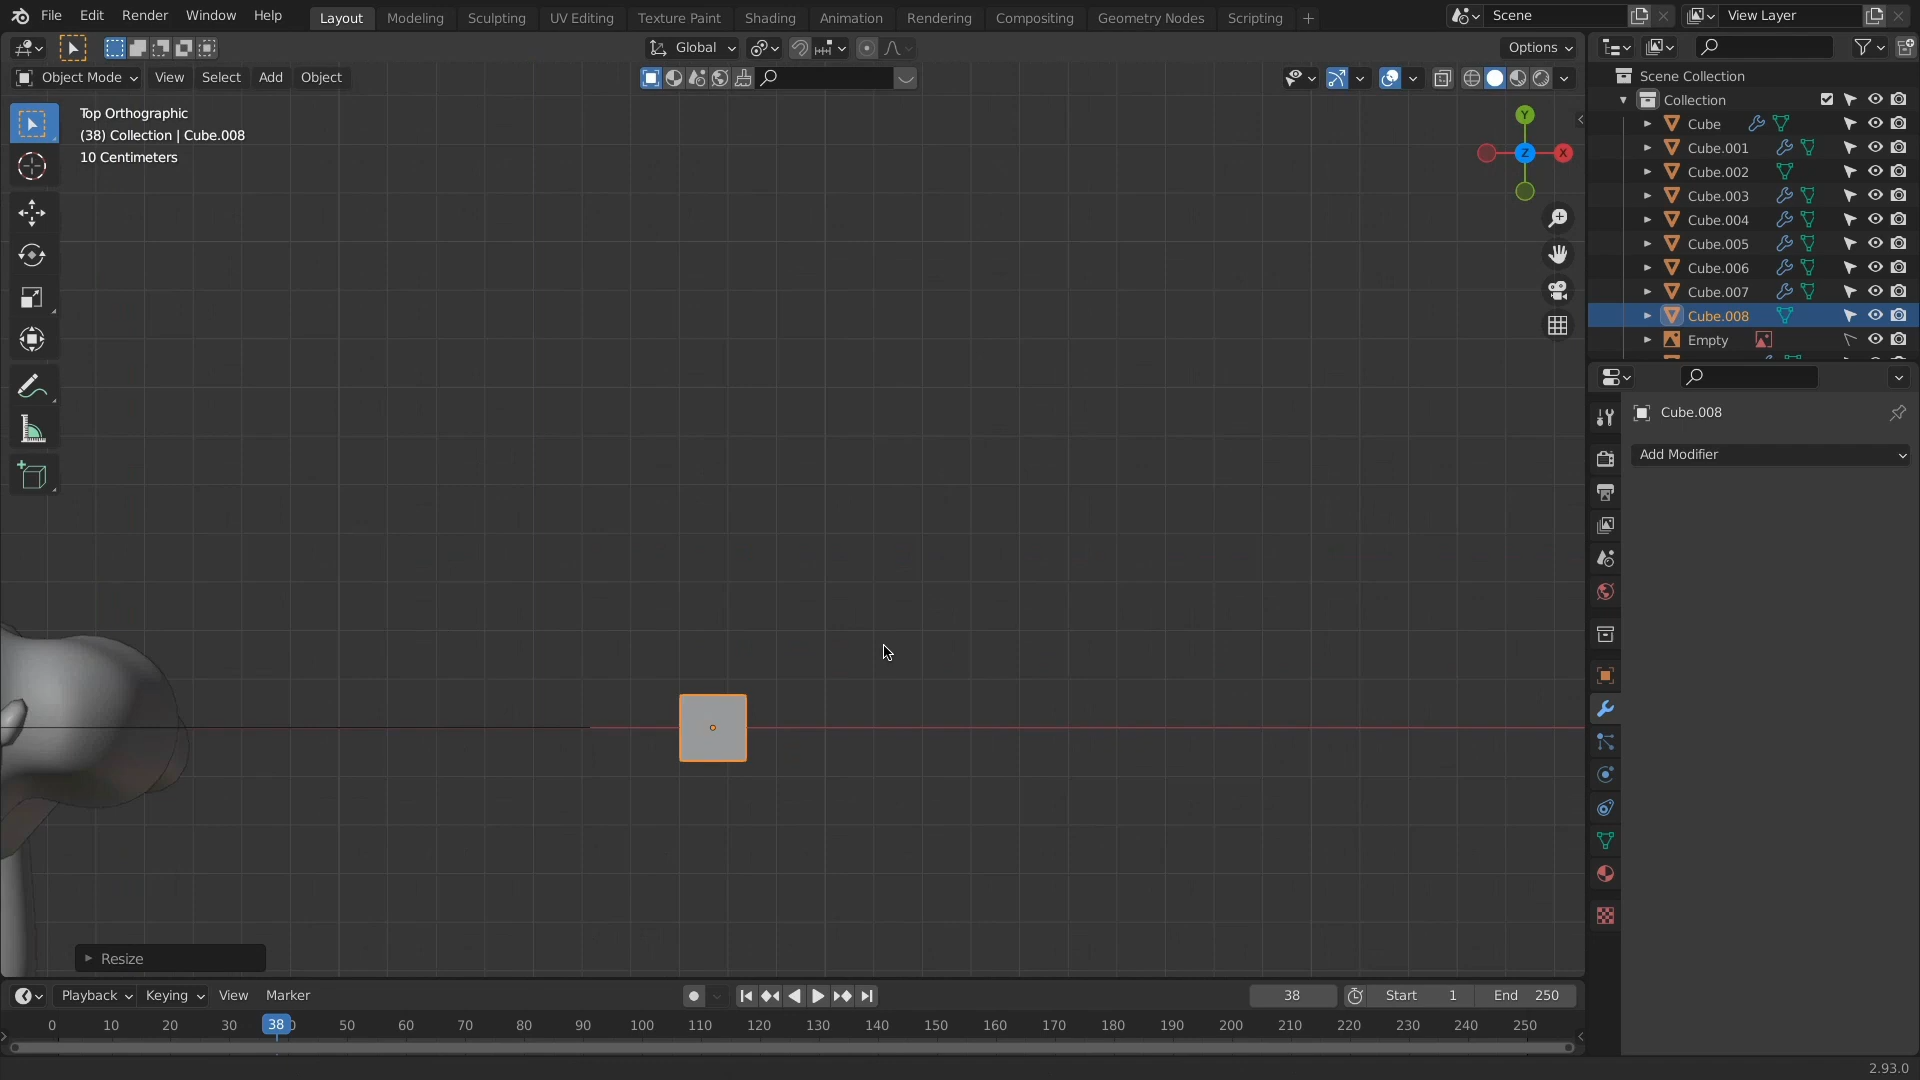 File Edit Render Window Help
Layout Modeling Sculpting UV Editing Texture Paint Shading Animation Rendering Compositing Geometry Nodes Scripting
Scene
View Layer
Global
Options
Object Mode View Select Add Object
Top Orthographic
(38) Collection | Cube.008
10 Centimeters
Y
X
Z
Scene Collection
Collection
Cube
Cube.001
Cube.002
Cube.003
Cube.004
Cube.005
Cube.006
Cube.007
Cube.008
Empty
Cube.008
Add Modifier
Resize
Playback Keying View Marker
38 Start 1 End 250
0 10 20 30 38 50 60 70 80 90 100 110 120 130 140 150 160 170 180 190 200 210 220 230 240 250
2.93.0